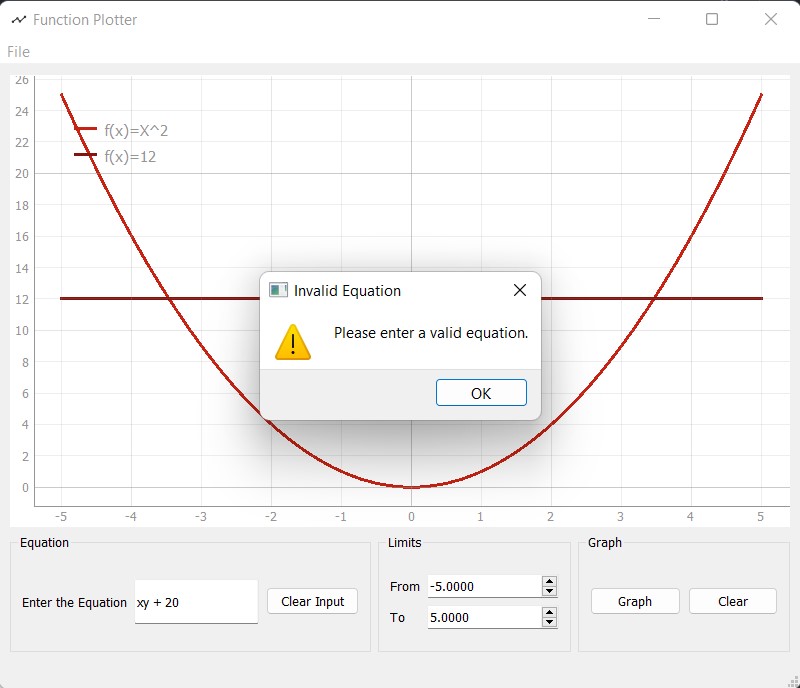 Function Plotter
File
26
24
22
20
18
16
14
12
10
8
6
4
2
0
f(x)=X^2
f(x)=12
Invalid Equation
Please enter a valid equation.
OK
-5 -4 -3 -2 -1 0 1 2 3 4 5
Equation
Enter the Equation xy + 20 Clear Input
Limits
From -5.0000
To 5.0000
Graph
Graph Clear